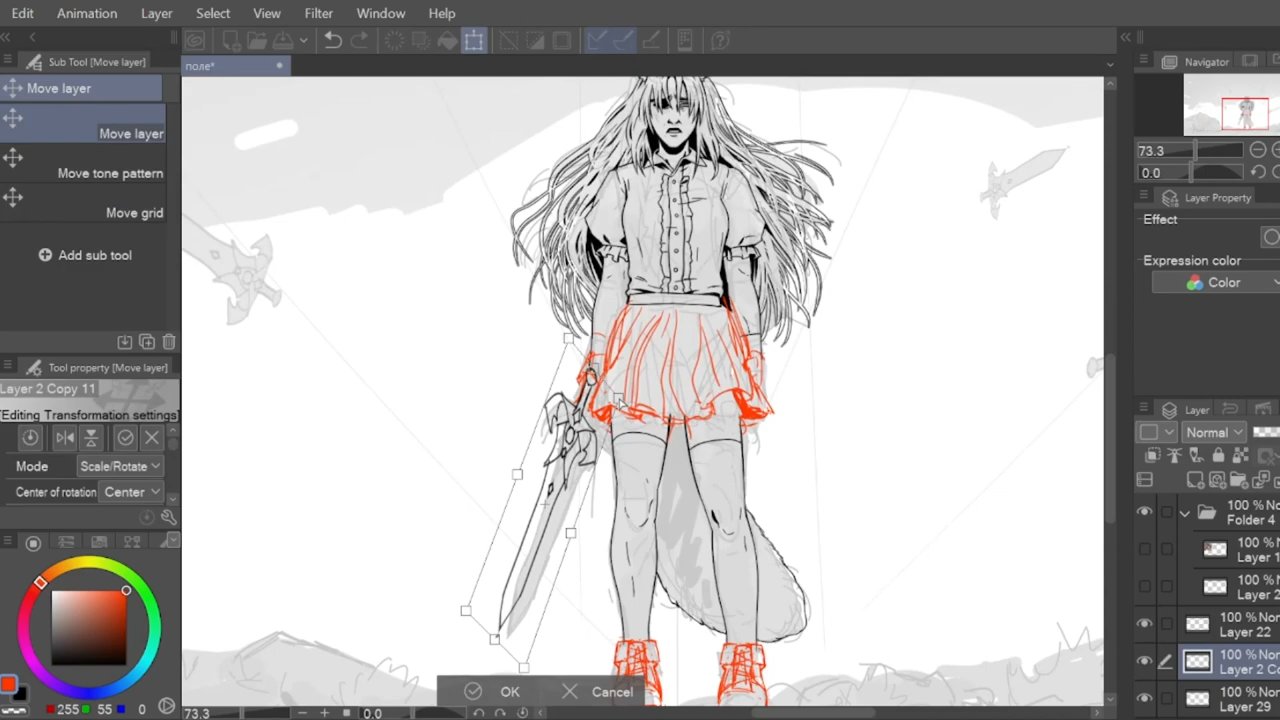 Edit Animation Layer Select View Filter Window Help
Sub Tool [Move layer]
Move layer
Move layer
Move tone pattern
Move grid
Add sub tool
Tool property [Move layer]
Layer 2 Copy 11
[Editing Transformation settings]
Mode Scale/Rotate
Center of rotation Center
255 55 0
поле*
OK Cancel
73.3 0.0
Navigator
73.3
0.0
Layer Property
Effect
Expression color
Color
Layer
Normal
100 %
Folder 4
100 %
Layer
100 %
Layer
100 %
Layer 22
100 %
Layer 2
100 %
Layer 29